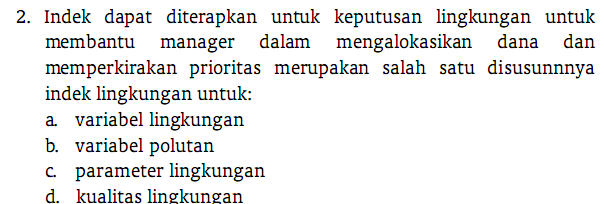 2. Indek dapat diterapkan untuk keputusan lingkungan untuk
membantu manager dalam mengalokasikan dana dan
memperkirakan prioritas merupakan salah satu disusunnnya
indek lingkungan untuk:
a. variabel lingkungan
b. variabel polutan
c. parameter lingkungan
d. kualitas lingkungan